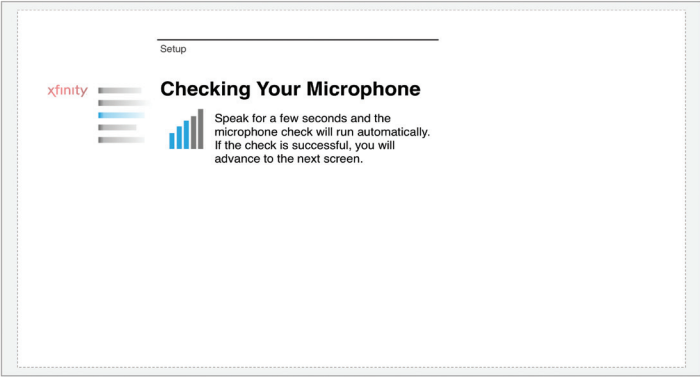 Setup
xfinity
Checking Your Microphone
Speak for a few seconds and the
microphone check will run automatically.
If the check is successful, you will
advance to the next screen.